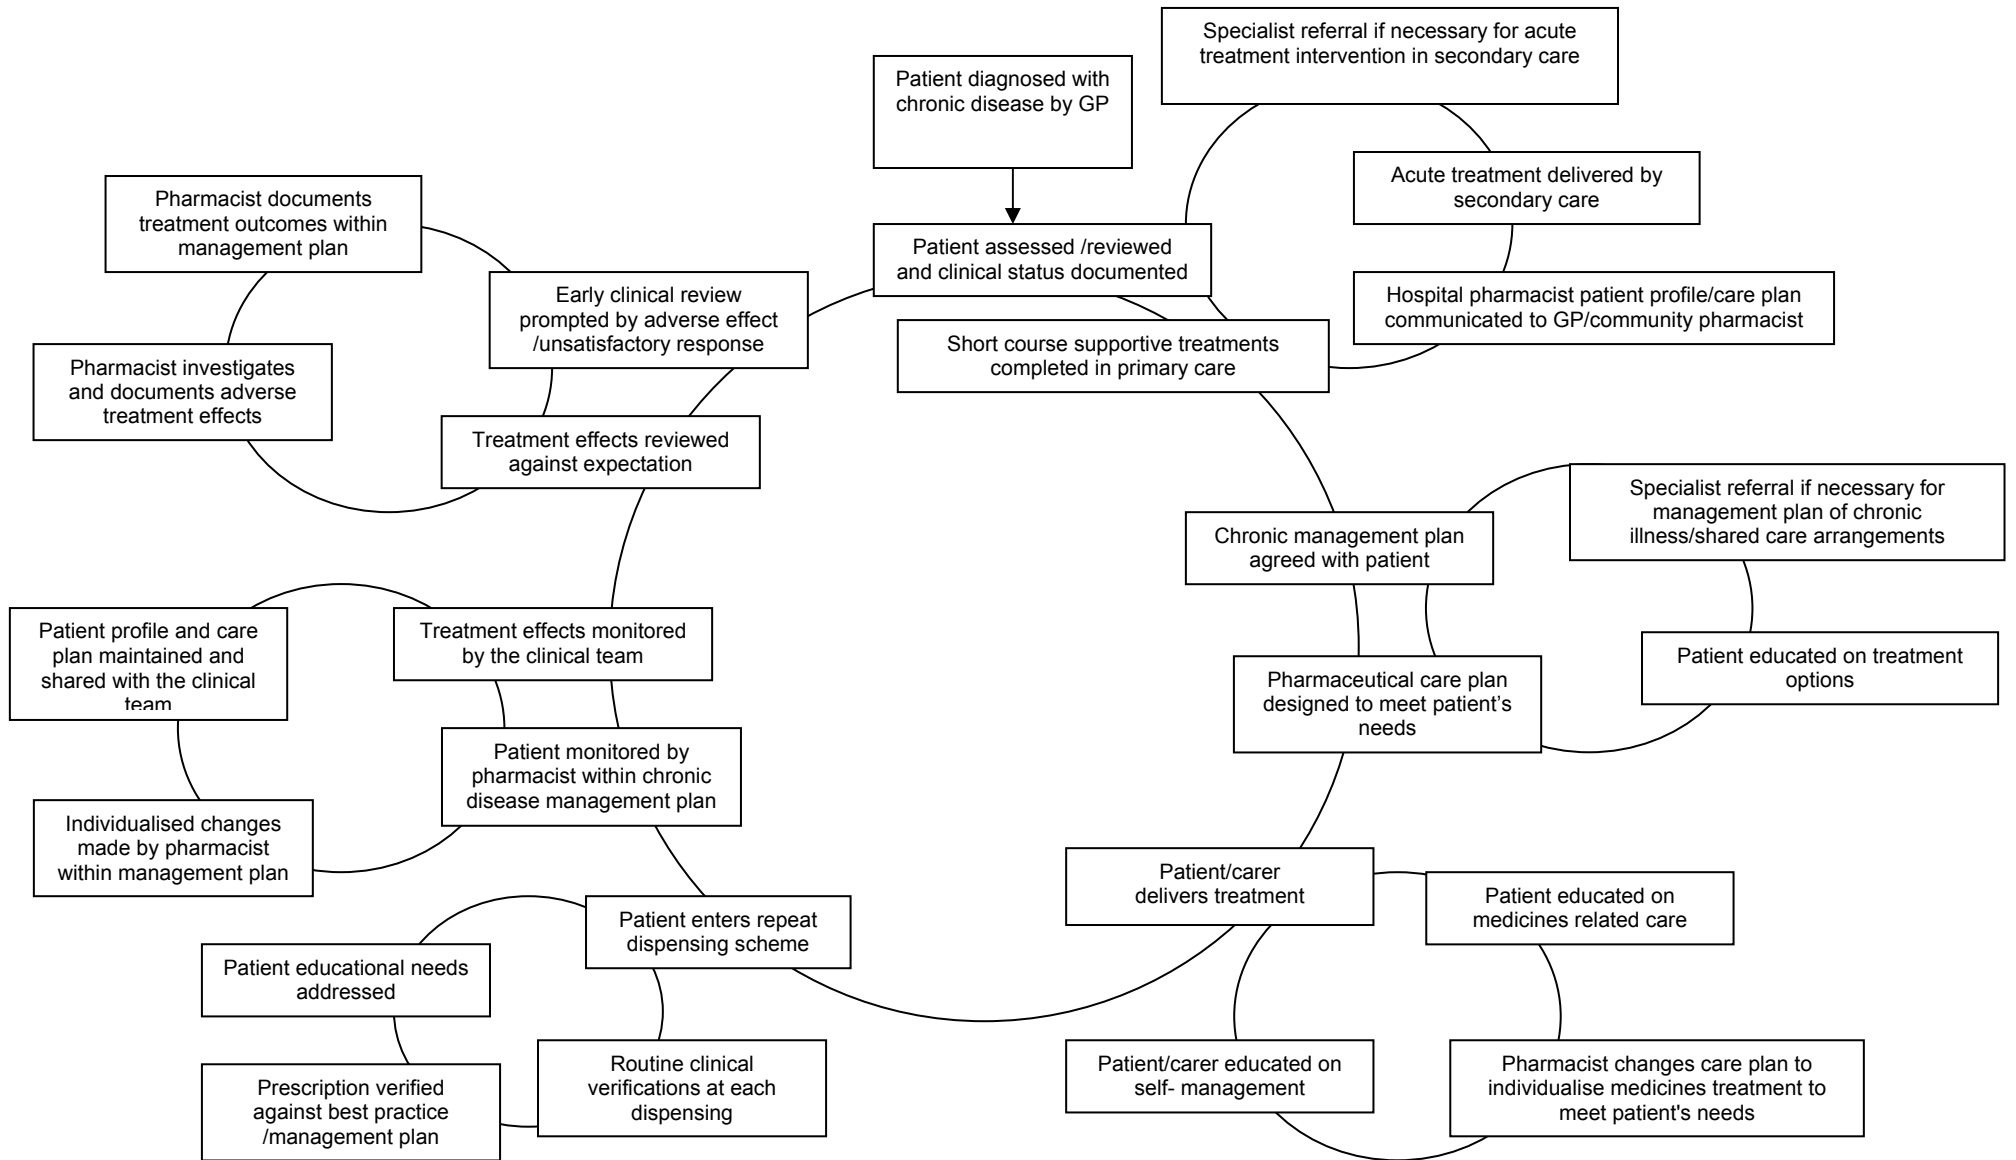 Specialist referral if necessary for acute
treatment intervention in secondary care
Patient diagnosed with
chronic disease by GP
Acute treatment delivered by
secondary care
Pharmacist documents
treatment outcomes within
management plan
Patient assessed /reviewed
and clinical status documented
Early clinical review
prompted by adverse effect
/unsatisfactory response
Hospital pharmacist patient profile/care plan
communicated to GP/community pharmacist
Short course supportive treatments
completed in primary care
Pharmacist investigates
and documents adverse
treatment effects
Treatment effects reviewed
against expectation
Specialist referral if necessary for
management plan of chronic
illness/shared care arrangements
Chronic management plan
agreed with patient
Patient profile and care
plan maintained and
shared with the clinical
team
Treatment effects monitored
by the clinical team
Patient educated on treatment
options
Pharmaceutical care plan
designed to meet patient’s
needs
Patient monitored by
pharmacist within chronic
disease management plan
Individualised changes
made by pharmacist
within management plan
Patient/carer
delivers treatment
Patient educated on
medicines related care
Patient enters repeat
dispensing scheme
Patient educational needs
addressed
Routine clinical
verifications at each
dispensing
Patient/carer educated on
self- management
Pharmacist changes care plan to
individualise medicines treatment to
meet patient's needs
Prescription verified
against best practice
/management plan